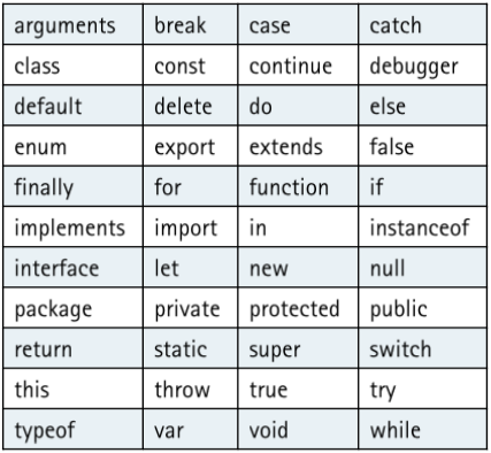 arguments break case catch
class const continue debugger
default delete do else
enum export extends false
finally for function if
implements import in instanceof
interface let new null
package private protected public
return static super switch
this throw true try
typeof var void while